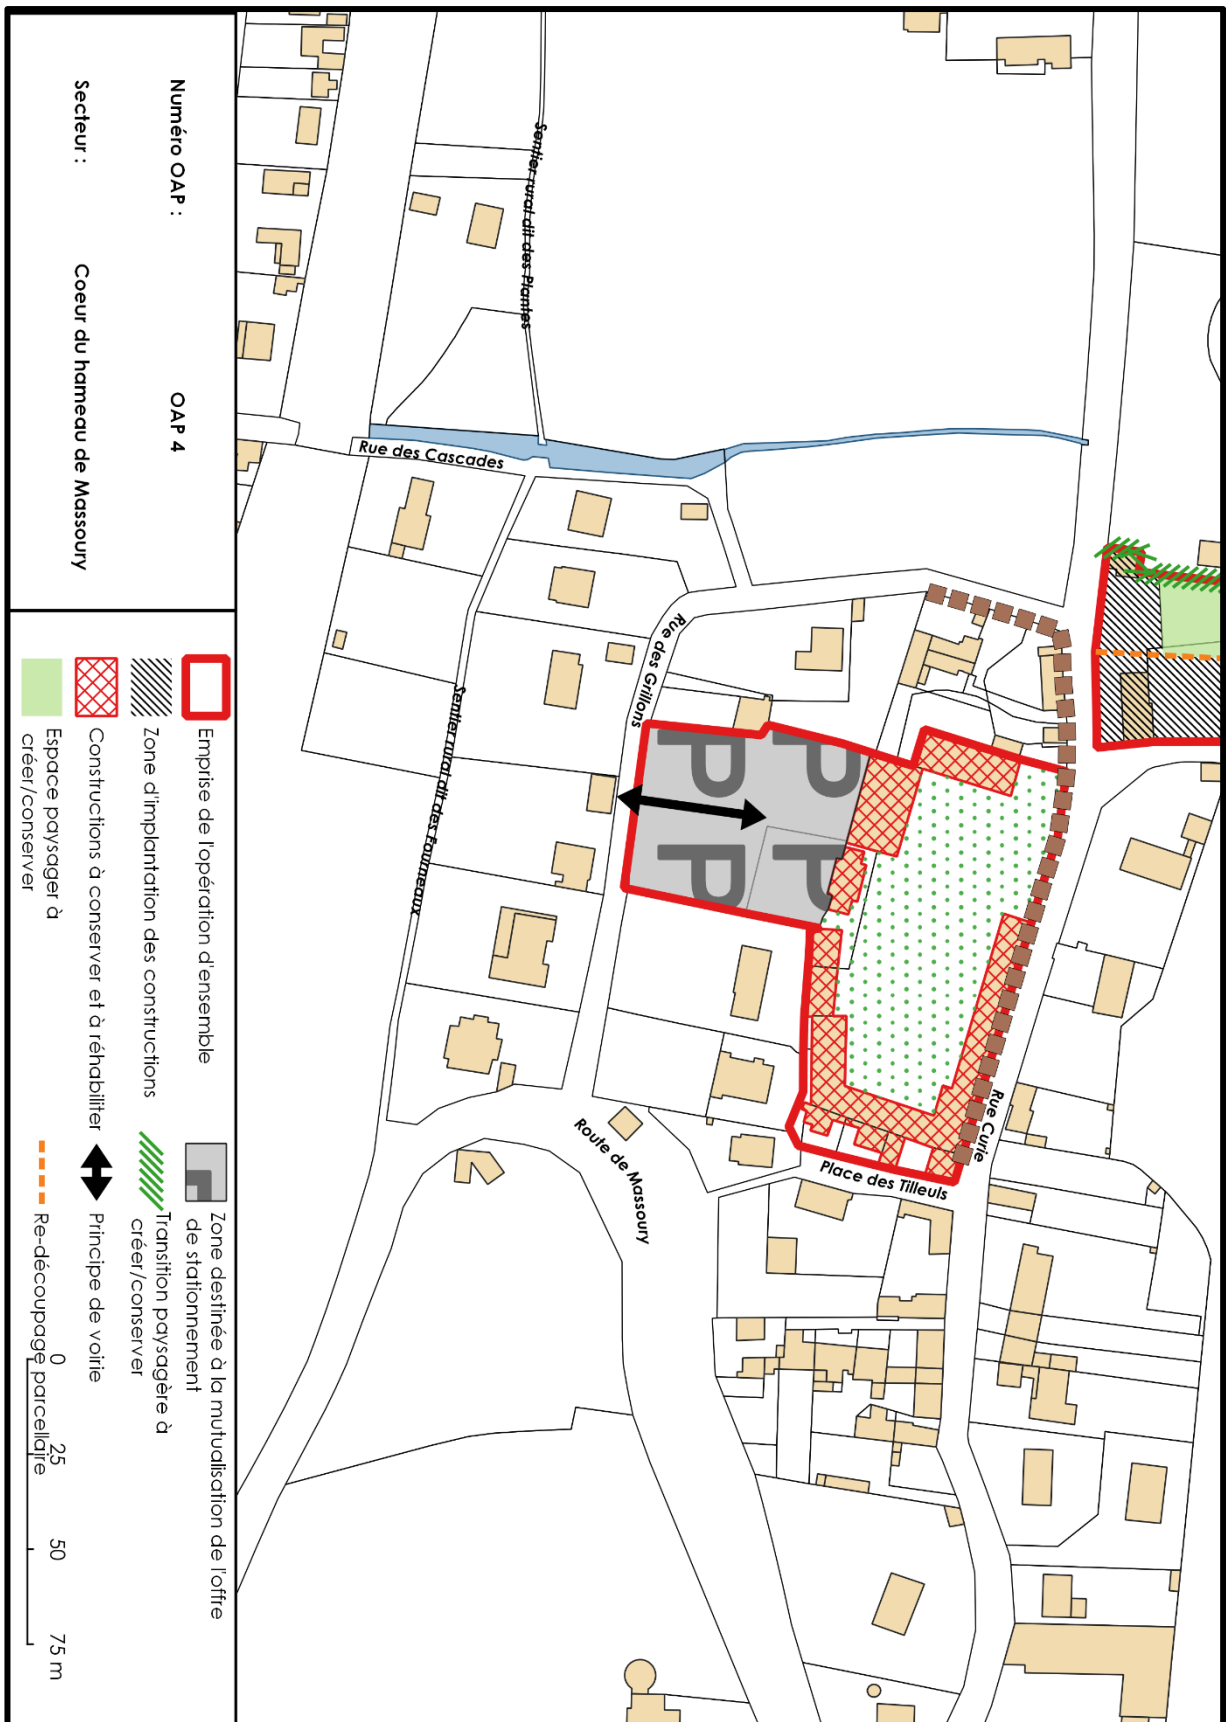 Sentier rural dit des Plantes
Rue des Cascades
Rue des Grillons
Sentier rural dit des Fourneaux
Rue Curie
Place des Tilleuls
Route de Massoury
P P
P P
Numéro OAP :
OAP 4
Secteur :
Coeur du hameau de Massoury
Emprise de l'opération d'ensemble
Zone d'implantation des constructions
Constructions à conserver et à réhabiliter
Espace paysager à
créer/conserver
Zone destinée à la mutualisation de l'offre
de stationnement
Transition paysagère à
créer/conserver
Principe de voirie
Re-découpage parcellaire
0 25 50 75 m